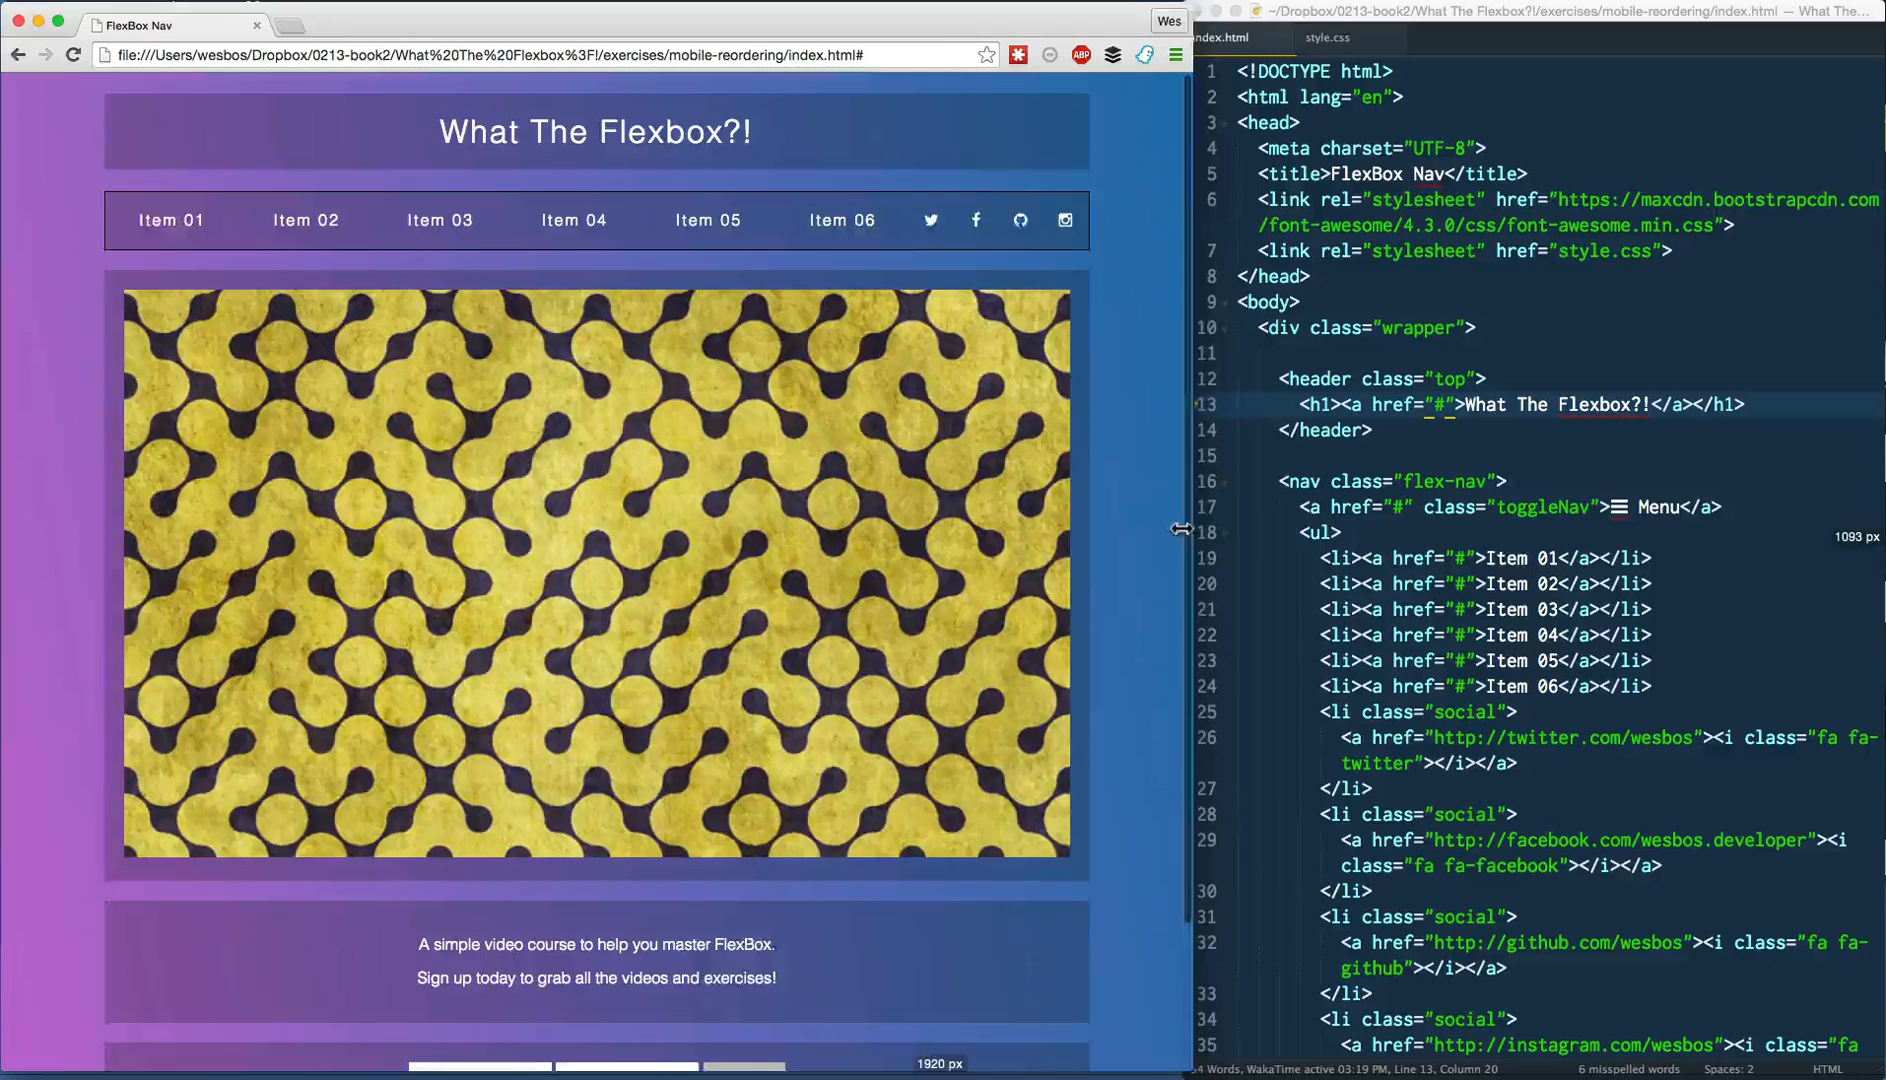 FlexBox Nav
Wes
file:///Users/wesbos/Dropbox/0213-book2/What%20The%20Flexbox%3F!/exercises/mobile-reordering/index.html#
ABP
What The Flexbox?!
Item 01 Item 02 Item 03 Item 04 Item 05 Item 06
A simple video course to help you master FlexBox.
Sign up today to grab all the videos and exercises!
1920 px
~/Dropbox/0213-book2/What The Flexbox?!/exercises/mobile-reordering/index.html — What The...
index.html style.css
1 <!DOCTYPE html>
2 <html lang="en">
3 <head>
4 <meta charset="UTF-8">
5 <title>FlexBox Nav</title>
6 <link rel="stylesheet" href="https://maxcdn.bootstrapcdn.com
/font-awesome/4.3.0/css/font-awesome.min.css">
7 <link rel="stylesheet" href="style.css">
8 </head>
9 <body>
10 <div class="wrapper">
11
12 <header class="top">
13 <h1><a href="#">What The Flexbox?!</a></h1>
14 </header>
15
16 <nav class="flex-nav">
17 <a href="#" class="toggleNav">☰ Menu</a>
18 <ul>
1093 px
19 <li><a href="#">Item 01</a></li>
20 <li><a href="#">Item 02</a></li>
21 <li><a href="#">Item 03</a></li>
22 <li><a href="#">Item 04</a></li>
23 <li><a href="#">Item 05</a></li>
24 <li><a href="#">Item 06</a></li>
25 <li class="social">
26 <a href="http://twitter.com/wesbos"><i class="fa fa-
twitter"></i></a>
27 </li>
28 <li class="social">
29 <a href="http://facebook.com/wesbos.developer"><i
class="fa fa-facebook"></i></a>
30 </li>
31 <li class="social">
32 <a href="http://github.com/wesbos"><i class="fa fa-
github"></i></a>
33 </li>
34 <li class="social">
35 <a href="http://instagram.com/wesbos"><i class="fa
4 Words, WakaTime active 03:19 PM, Line 13, Column 20 6 misspelled words Spaces: 2 HTML